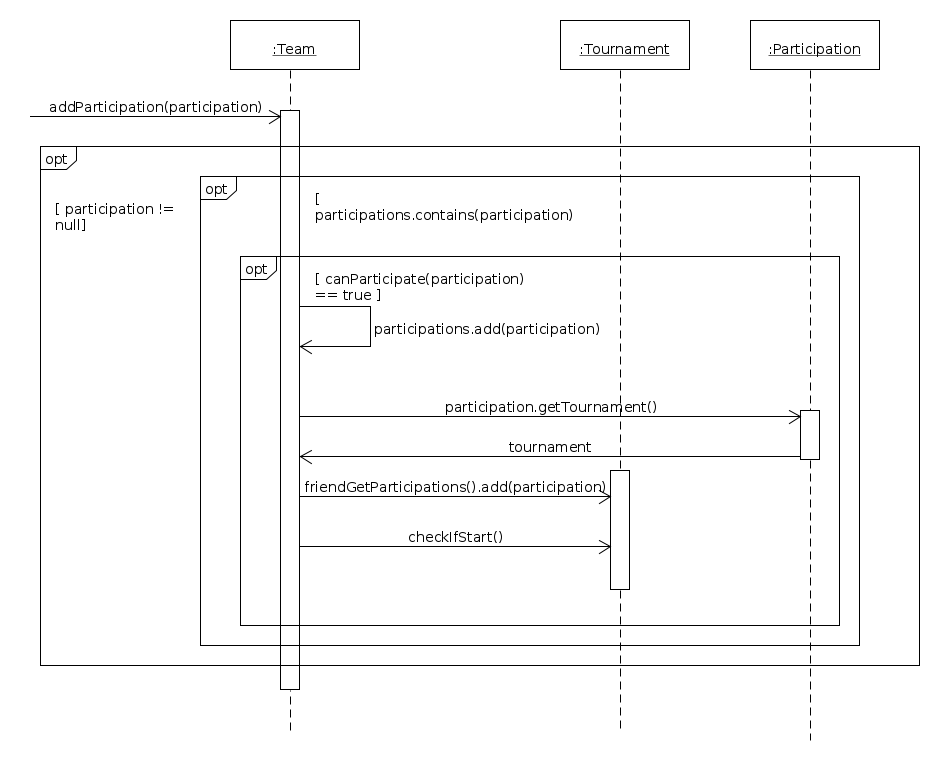 :Team
:Tournament
:Participation
addParticipation(participation)
opt
opt
[ participation !=
null]
[
participations.contains(participation)
opt
[ canParticipate(participation)
== true ]
participations.add(participation)
participation.getTournament()
tournament
friendGetParticipations().add(participation)
checkIfStart()